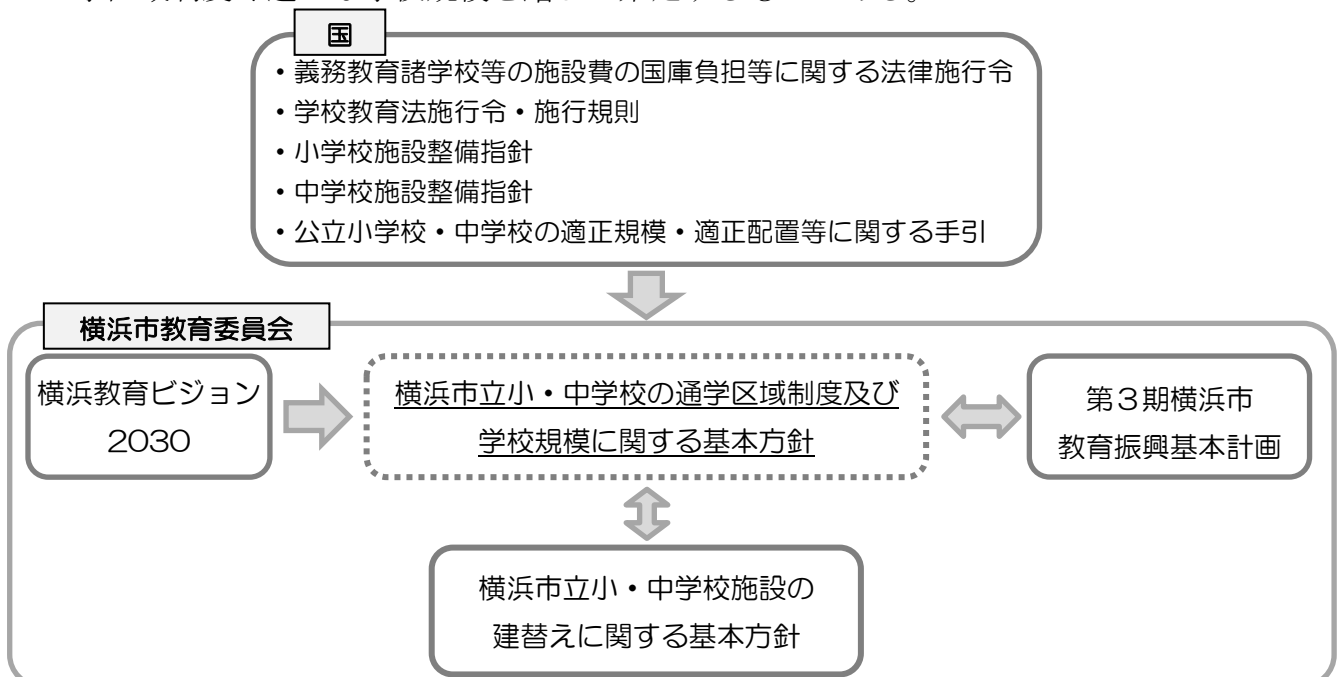 国
・義務教育諸学校等の施設費の国庫負担等に関する法律施行令
・学校教育法施行令・施行規則
・小学校施設整備指針
・中学校施設整備指針
・公立小学校・中学校の適正規模・適正配置等に関する手引
横浜市教育委員会
横浜教育ビジョン
2030
横浜市立小・中学校の通学区域制度及び
学校規模に関する基本方針
第3期横浜市
教育振興基本計画
横浜市立小・中学校施設の
建替えに関する基本方針